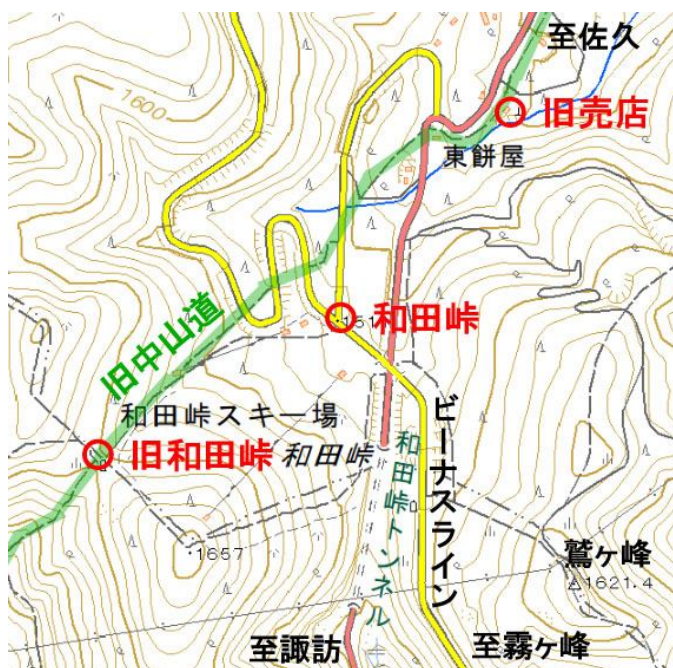 至佐久
1600
旧売店
東餅屋
和田峠
151
旧中山道
ビーナスライン
和田峠スキー場
旧和田峠
和田峠
和田峠トンネル
1657
鷲ヶ峰
1621.4
至諏訪
至霧ヶ峰